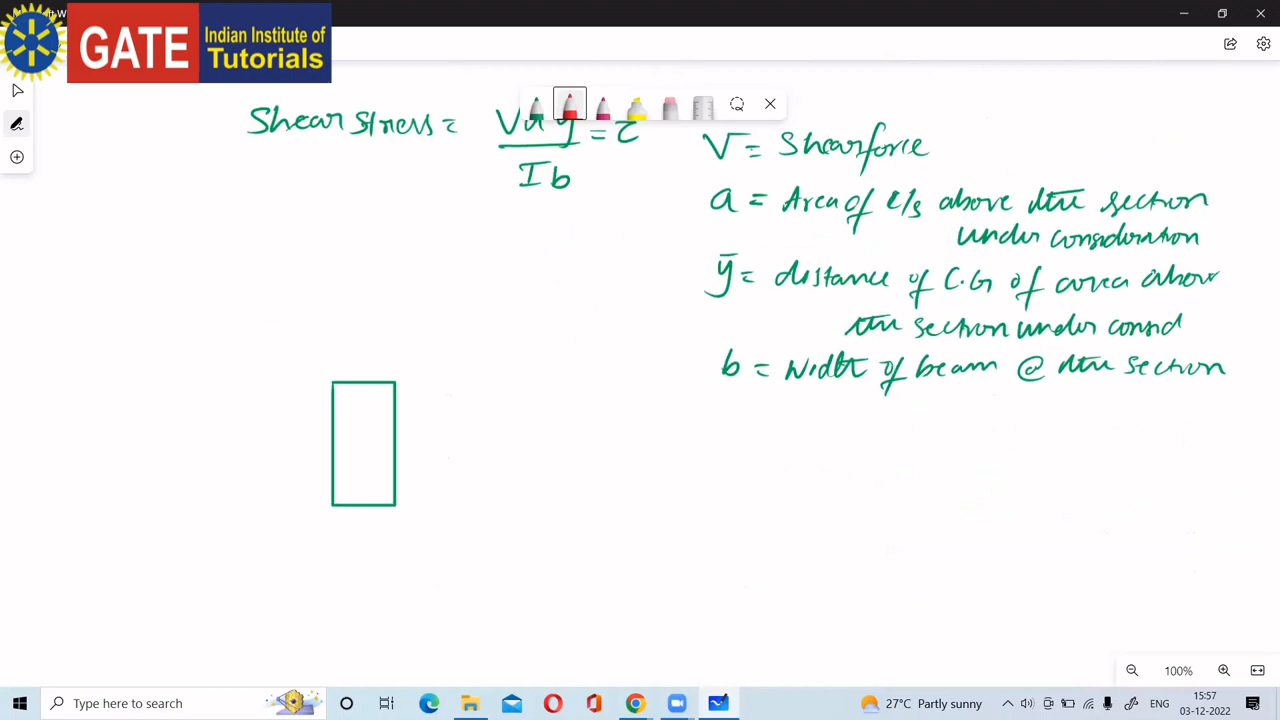 GATE
Indian Institute of
Tutorials
Shear stress = V a ȳ = τ
I b
V = Shearforce
a = Area of c/s above the section
under consideration
ȳ = distance of C.G of area above
the section under consd
b = width of beam @ the section
100%
Type here to search
27°C Partly sunny
ENG
15:57
03-12-2022